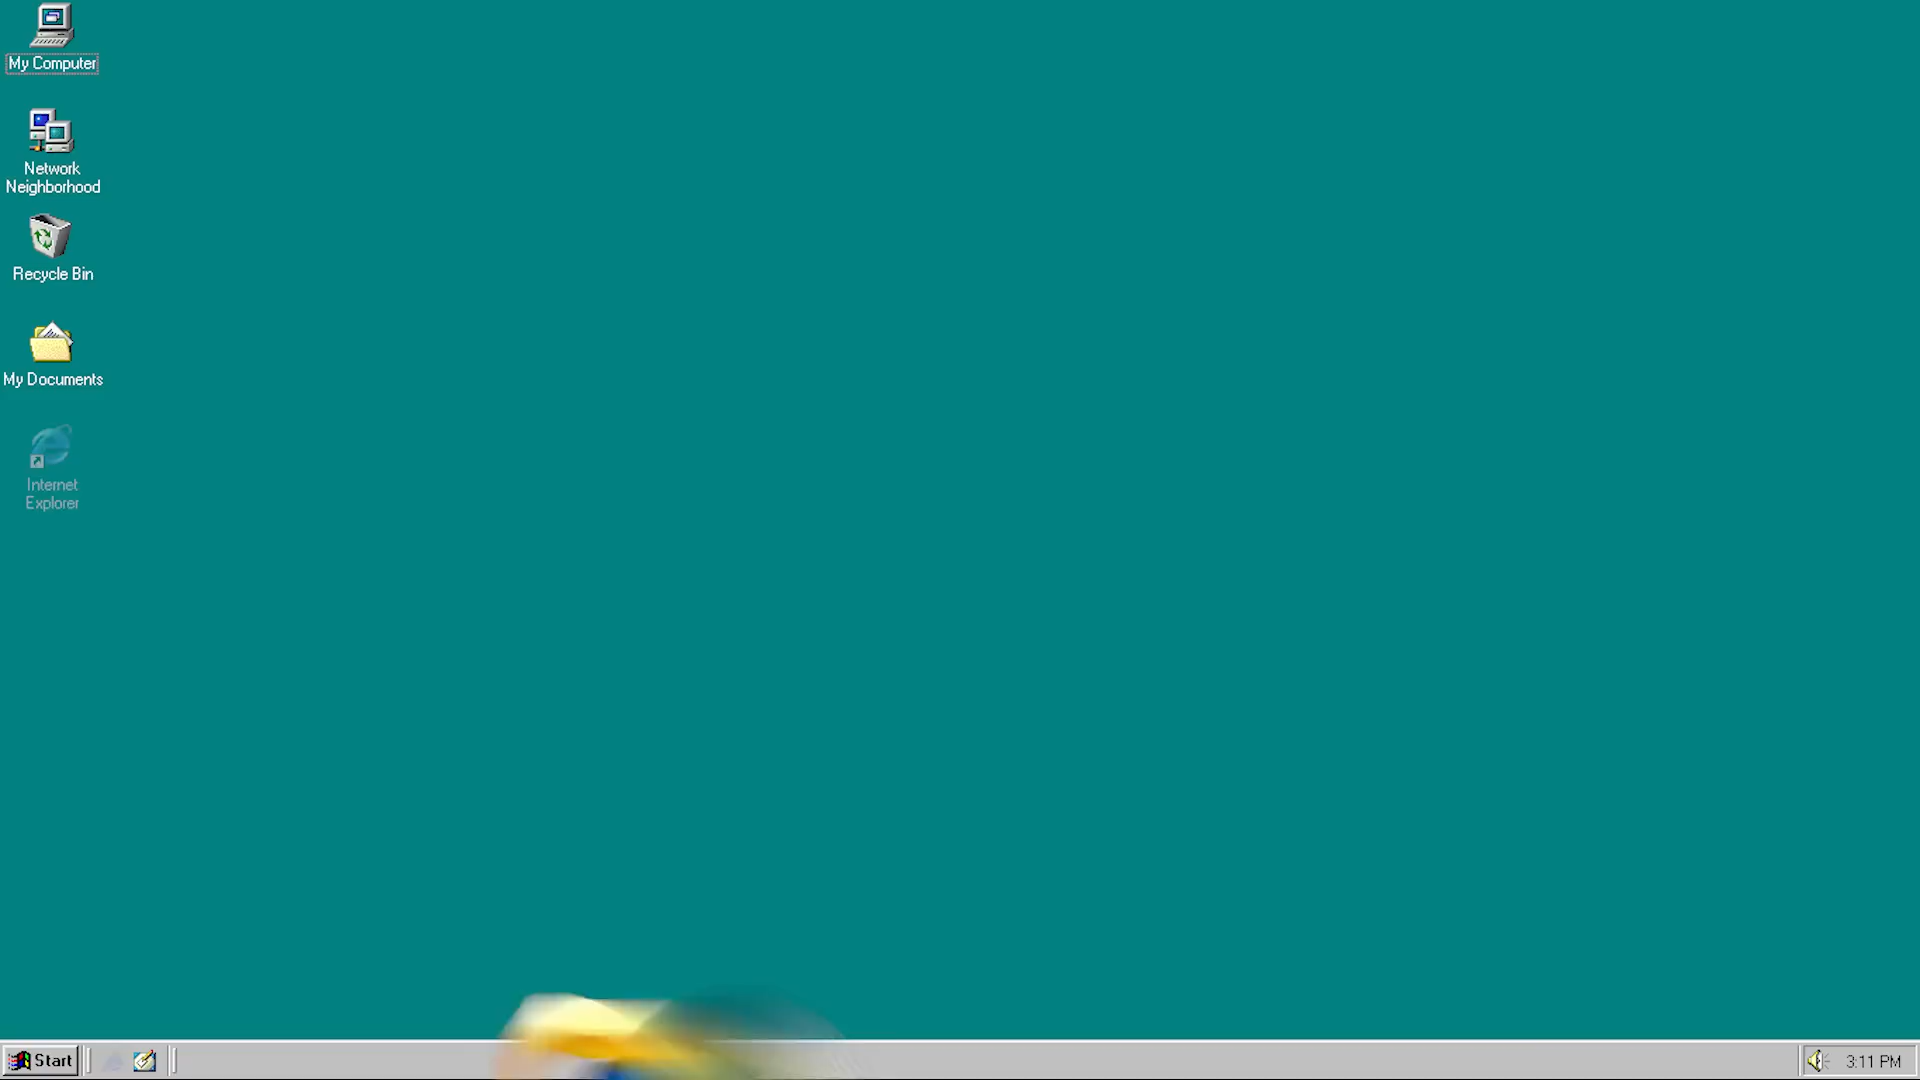 My Computer
Network
Neighborhood
Recycle Bin
My Documents
Internet
Explorer
Start
3:11 PM